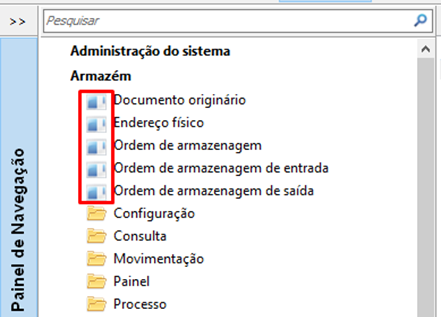 >>
Pesquisar
Administração do sistema
Armazém
Documento originário
Endereço físico
Ordem de armazenagem
Ordem de armazenagem de entrada
Ordem de armazenagem de saída
Configuração
Consulta
Movimentação
Painel
Processo
Painel de Navegação